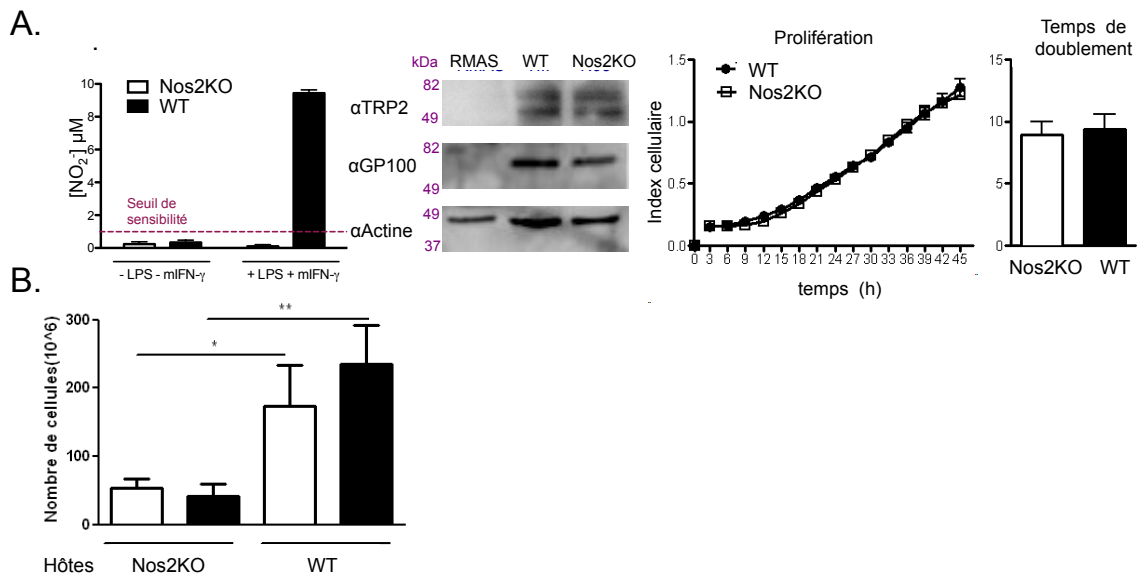 A.
.
Nos2KO
WT
[NO2-] µM
10
8
6
4
2
0
Seuil de
sensibilité
- LPS - mIFN-γ
+ LPS + mIFN-γ
kDa
RMAS
WT
Nos2KO
82
αTRP2
49
82
αGP100
49
49
αActine
37
Prolifération
WT
Nos2KO
Index cellulaire
1.5
1.0
0.5
0.0
0 3 6 9 12 15 18 21 24 27 30 33 36 39 42 45
temps (h)
Temps de
doublement
15
10
5
0
Nos2KO WT
B.
Nombre de cellules(10^6)
300
200
100
0
*
**
Hôtes Nos2KO WT